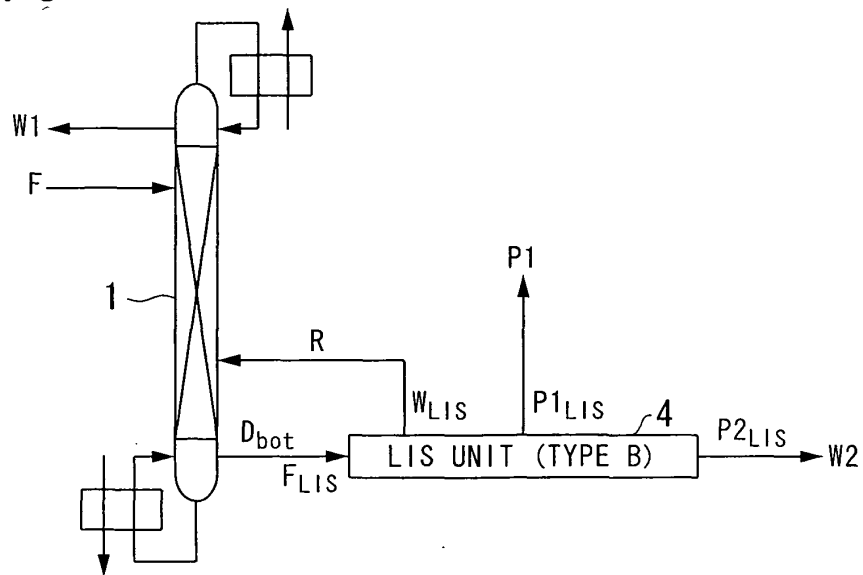 W1
F
P1
1
R
W_LIS
P1_LIS
4
P2_LIS
D_bot
LIS UNIT (TYPE B)
W2
F_LIS